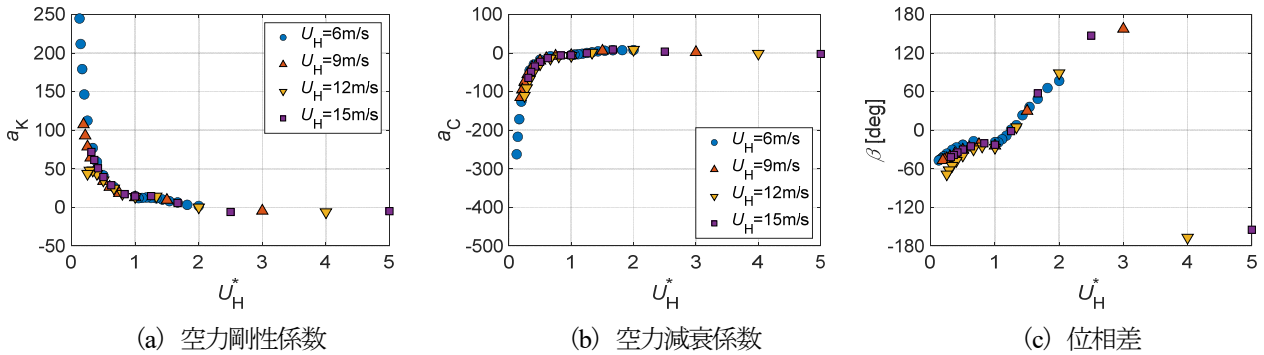 250
200
150
100
50
0
-50
a_K
0 1 2 3 4 5
U_H^*
U_H=6m/s
U_H=9m/s
U_H=12m/s
U_H=15m/s
(a) 空力剛性係数
100
0
-100
-200
-300
-400
-500
a_C
0 1 2 3 4 5
U_H^*
U_H=6m/s
U_H=9m/s
U_H=12m/s
U_H=15m/s
(b) 空力減衰係数
180
120
60
0
-60
-120
-180
β [deg]
0 1 2 3 4 5
U_H^*
(c) 位相差